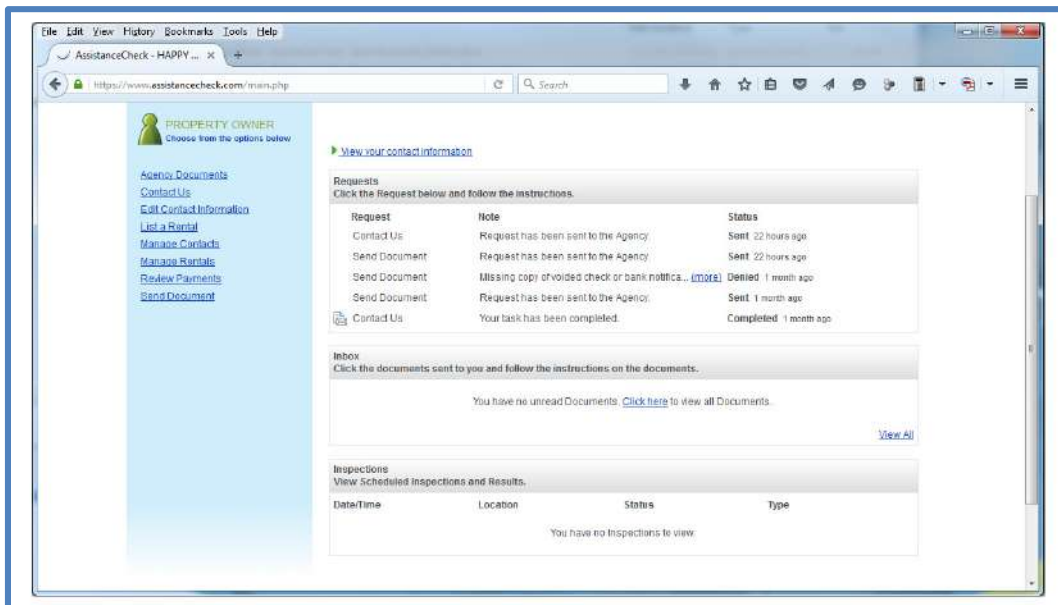 File Edit View History Bookmarks Tools Help
AssistanceCheck - HAPPY ... × +
https://www.assistancecheck.com/main.php Search
PROPERTY OWNER
Choose from the options below
Agency Documents
Contact Us
Edit Contact Information
List a Rental
Manage Contacts
Manage Rentals
Review Payments
Send Document
View your contact information
Requests
Click the Request below and follow the instructions.
Request Note Status
Contact Us Request has been sent to the Agency. Sent 22 hours ago
Send Document Request has been sent to the Agency. Sent 22 hours ago
Send Document Missing copy of voided check or bank notifica... (more) Denied 1 month ago
Send Document Request has been sent to the Agency. Sent 1 month ago
Contact Us Your task has been completed. Completed 1 month ago
Inbox
Click the documents sent to you and follow the instructions on the documents.
You have no unread Documents. Click here to view all Documents.
View All
Inspections
View Scheduled Inspections and Results.
Date/Time Location Status Type
You have no Inspections to view.